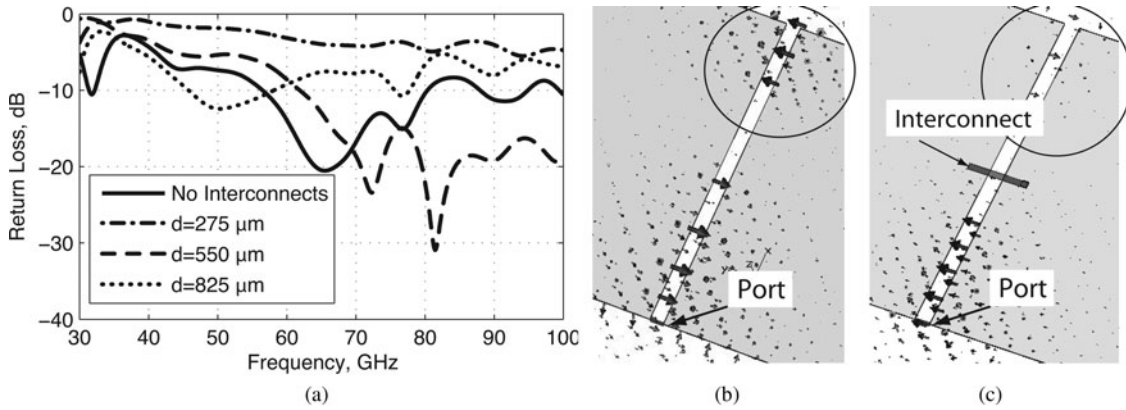 0
−10
−20
−30
−40
30 40 50 60 70 80 90 100
Return Loss, dB
Frequency, GHz
No Interconnects
d=275 μm
d=550 μm
d=825 μm
(a)
Port
(b)
Interconnect
Port
(c)